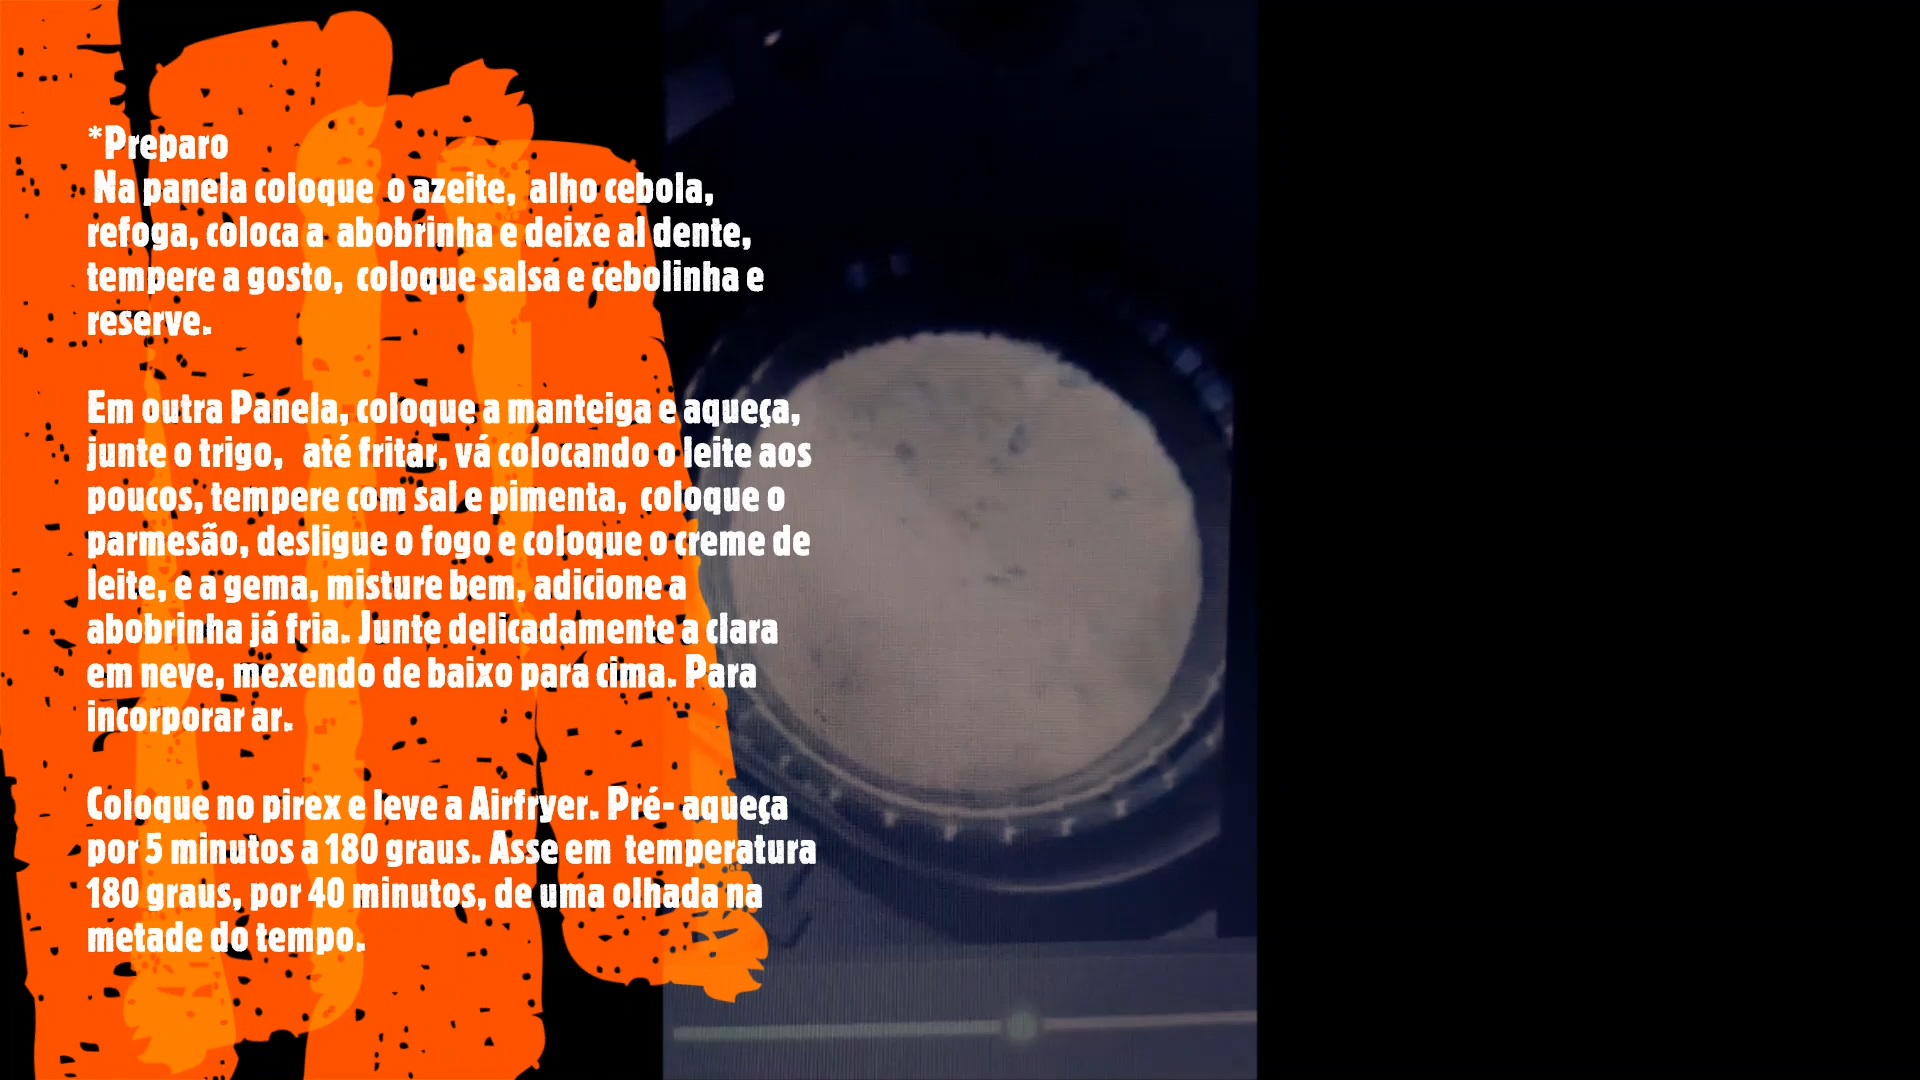 *Preparo
Na panela coloque o azeite, alho cebola,
refoga, coloca a abobrinha e deixe al dente,
tempere a gosto, coloque salsa e cebolinha e
reserve.
Em outra Panela, coloque a manteiga e aqueça,
junte o trigo, até fritar, vá colocando o leite aos
poucos, tempere com sal e pimenta, coloque o
parmesão, desligue o fogo e coloque o creme de
leite, e a gema, misture bem, adicione a
abobrinha já fria. Junte delicadamente a clara
em neve, mexendo de baixo para cima. Para
incorporar ar.
Coloque no pirex e leve a Airfryer. Pré- aqueça
por 5 minutos a 180 graus. Asse em temperatura
180 graus, por 40 minutos, de uma olhada na
metade do tempo.